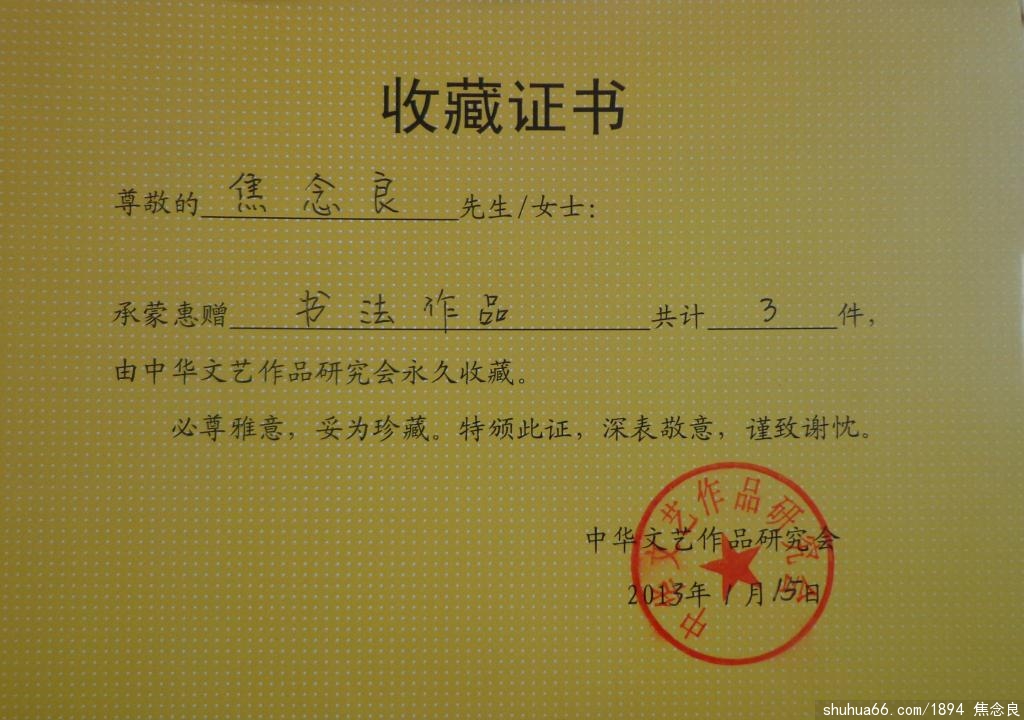 收藏证书
尊敬的焦念良先生/女士：
承蒙惠赠书法作品共计3件，
由中华文艺作品研究会永久收藏。
必尊雅意，妥为珍藏。特颁此证，深表敬意，谨致谢忱。
中华文艺作品研究会
2013年1月15日
中华文艺作品研究会
shuhua66.com/1894 焦念良